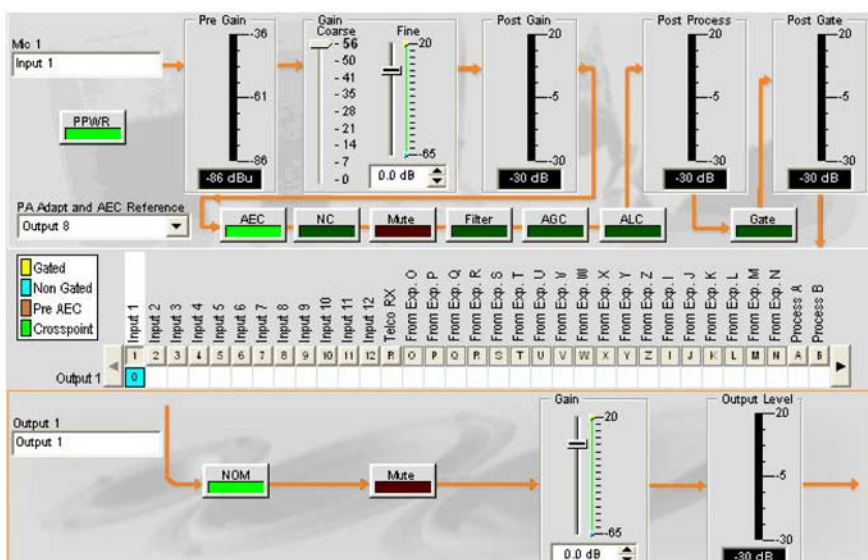 Mic 1
Input 1
PPWR
Pre Gain
-36
-61
-86
-86 dBu
Gain
Coarse
Fine
56
50
41
35
28
21
14
7
0
20
-65
0.0 dB
Post Gain
20
-5
-30
-30 dB
Post Process
20
-5
-30
-30 dB
Post Gate
20
-5
-30
-30 dB
PA Adapt and AEC Reference
Output 8
AEC
NC
Mute
Filter
AGC
ALC
Gate
Gated
Non Gated
Pre AEC
Crosspoint
Input 1
Input 2
Input 3
Input 4
Input 5
Input 6
Input 7
Input 8
Input 9
Input 10
Input 11
Input 12
Telco RX
From Exp. O
From Exp. P
From Exp. Q
From Exp. R
From Exp. S
From Exp. T
From Exp. U
From Exp. V
From Exp. W
From Exp. X
From Exp. Y
From Exp. Z
From Exp. I
From Exp. J
From Exp. K
From Exp. L
From Exp. M
From Exp. N
Process A
Process B
1 2 3 4 5 6 7 8 9 10 11 12 R O P Q R S T U V W X Y Z I J K L M N A B
Output 1 0
Output 1
Output 1
NOM
Mute
Gain
20
-65
0.0 dB
Output Level
20
-5
-30
-30 dB